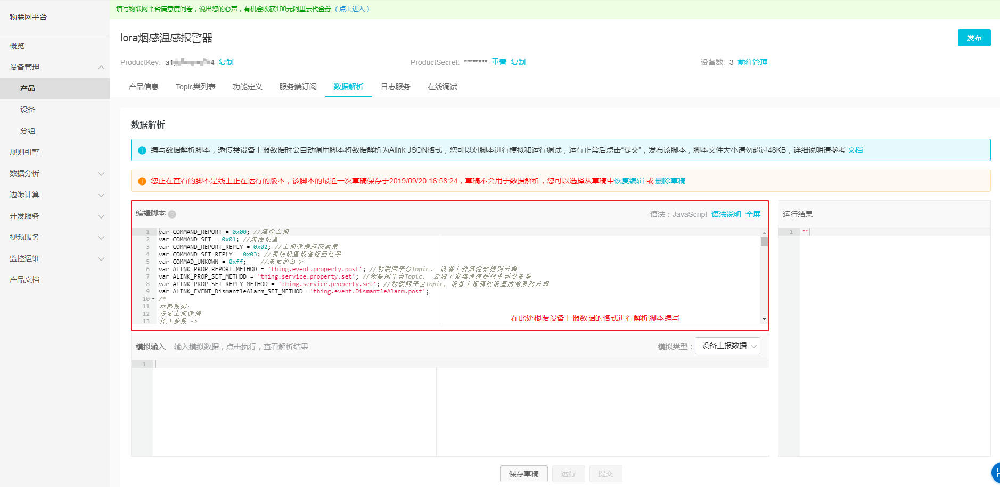 填写物联网平台满意度问卷，说出您的心声，有机会收获100元阿里云代金券（点击进入）
物联网平台
概览
设备管理
产品
设备
分组
规则引擎
数据分析
边缘计算
开发服务
视频服务
监控运维
产品文档
lora烟感温感报警器
发布
ProductKey: a1 4 复制
ProductSecret: ******** 重置 复制
设备数: 3 前往管理
产品信息 Topic类列表 功能定义 服务端订阅 数据解析 日志服务 在线调试
数据解析
编写数据解析脚本，透传类设备上报数据时会自动调用脚本将数据解析为Alink JSON格式，您可以对脚本进行模拟和运行调试，运行正常后点击“提交”，发布该脚本，脚本文件大小请勿超过48KB，详细说明请参考 文档
您正在查看的脚本是线上正在运行的版本，该脚本的最近一次草稿保存于2019/09/20 16:58:24，草稿不会用于数据解析，您可以选择从草稿中恢复编辑 或 删除草稿
编辑脚本
语法：JavaScript 语法说明 全屏
1 var COMMAND_REPORT = 0x00; //属性上报
2 var COMMAND_SET = 0x01; //属性设置
3 var COMMAND_REPORT_REPLY = 0x02; //上报数据返回结果
4 var COMMAND_SET_REPLY = 0x03; //属性设置设备返回结果
5 var COMMAD_UNKOWN = 0xff; //未知的命令
6 var ALINK_PROP_REPORT_METHOD = 'thing.event.property.post'; //物联网平台Topic， 设备上传属性数据到云端
7 var ALINK_PROP_SET_METHOD = 'thing.service.property.set'; //物联网平台Topic， 云端下发属性控制指令到设备端
8 var ALINK_PROP_SET_REPLY_METHOD = 'thing.service.property.set'; //物联网平台Topic, 设备上报属性设置的结果到云端
9 var ALINK_EVENT_DismantleAlarm_SET_METHOD ='thing.event.DismantleAlarm.post';
10 /*
11 示例数据：
12 设备上报数据
13 传入参数 ->
在此处根据设备上报数据的格式进行解析脚本编写
运行结果
1 ""
模拟输入 输入模拟数据，点击执行，查看解析结果
模拟类型： 设备上报数据
1
保存草稿 运行 提交